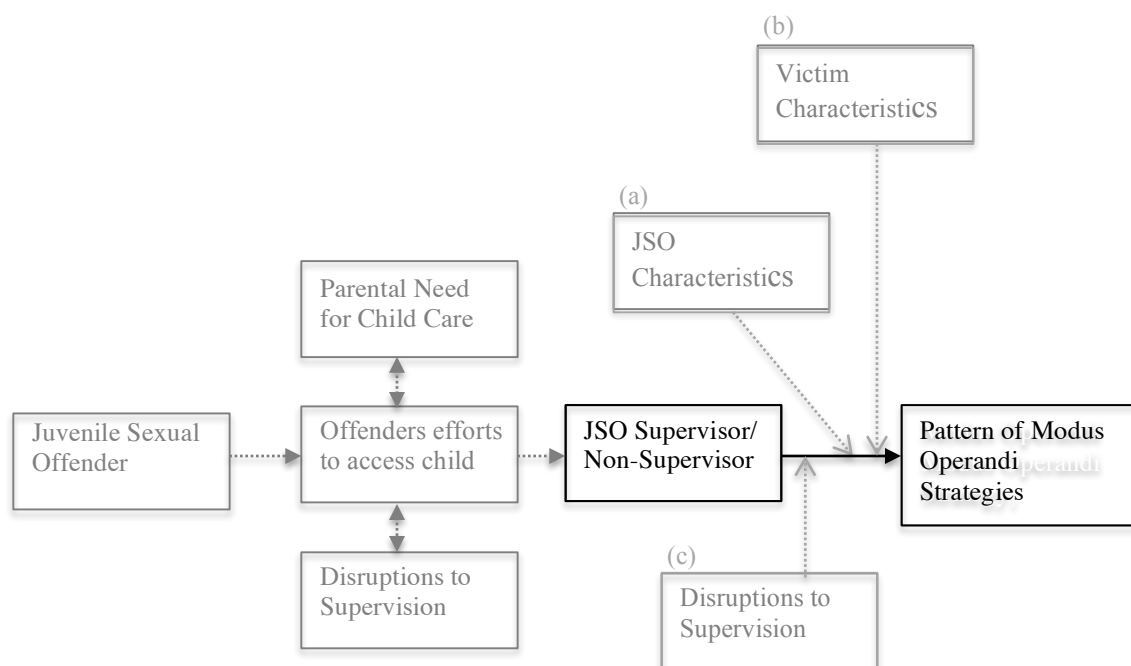 (b)
Victim
Characteristics
(a)
JSO
Characteristics
Parental Need
for Child Care
Juvenile Sexual
Offender
Offenders efforts
to access child
JSO Supervisor/
Non-Supervisor
Pattern of Modus
Operandi
Strategies
Disruptions to
Supervision
(c)
Disruptions to
Supervision